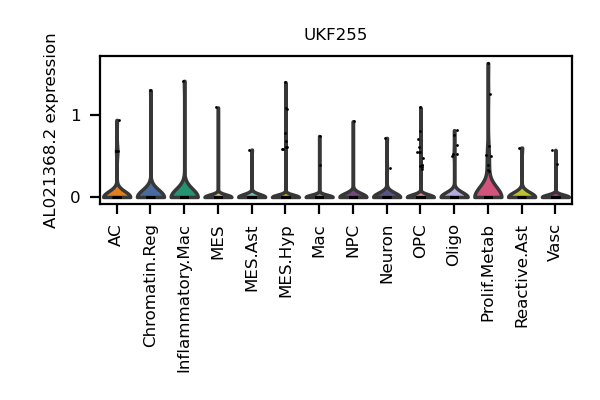 UKF255
AL021368.2 expression
1
0
AC
Chromatin.Reg
Inflammatory.Mac
MES
MES.Ast
MES.Hyp
Mac
NPC
Neuron
OPC
Oligo
Prolif.Metab
Reactive.Ast
Vasc